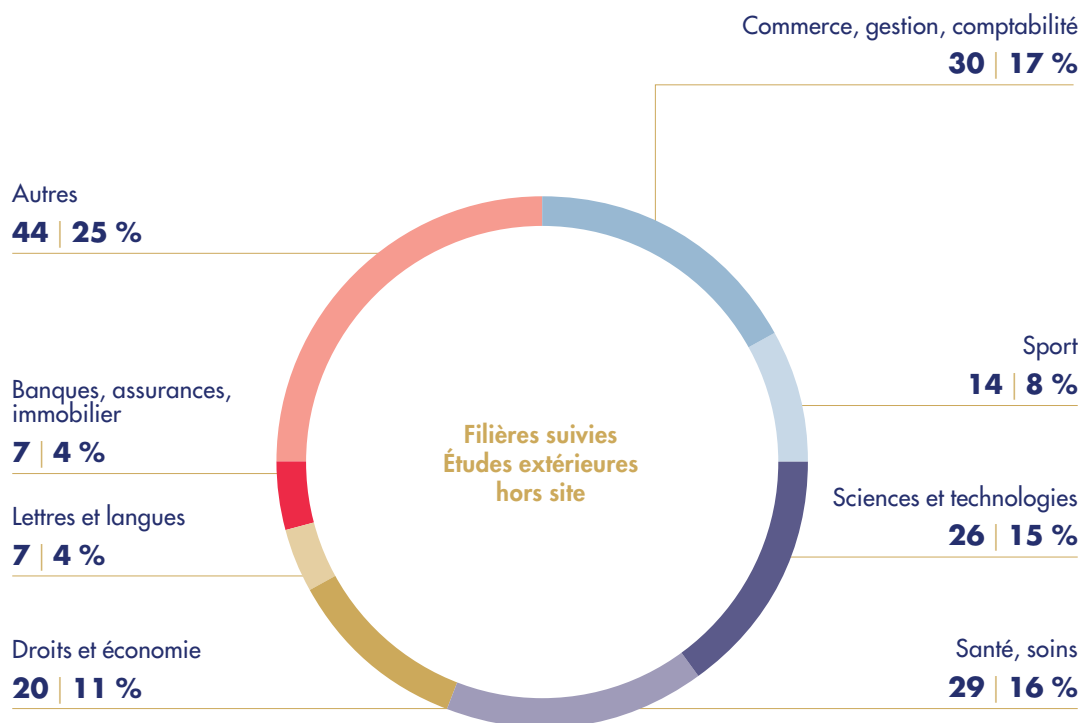 Commerce, gestion, comptabilité
30 | 17 %
Autres
44 | 25 %
Sport
14 | 8 %
Banques, assurances,
immobilier
7 | 4 %
Filières suivies
Études extérieures
hors site
Sciences et technologies
26 | 15 %
Lettres et langues
7 | 4 %
Droits et économie
20 | 11 %
Santé, soins
29 | 16 %